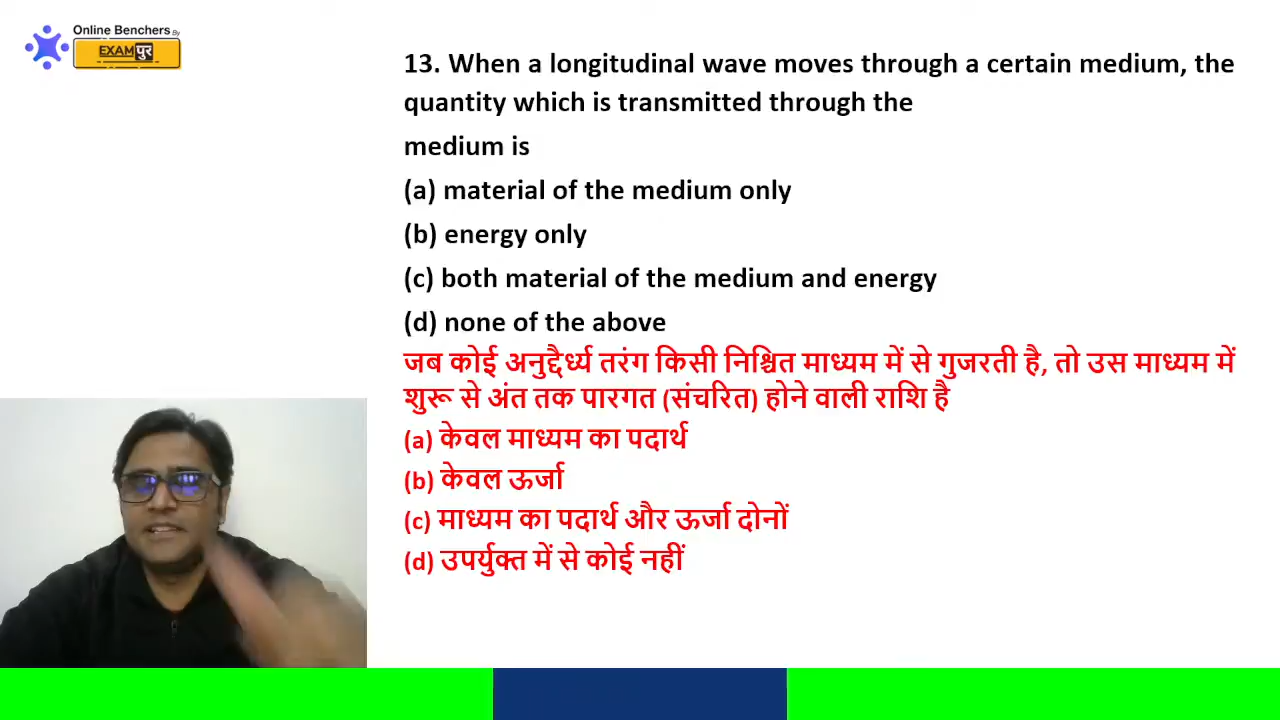 Online Benchers By
EXAMपुर
13. When a longitudinal wave moves through a certain medium, the
quantity which is transmitted through the
medium is
(a) material of the medium only
(b) energy only
(c) both material of the medium and energy
(d) none of the above
जब कोई अनुद्दैर्ध्य तरंग किसी निश्चित माध्यम में से गुजरती है, तो उस माध्यम में
शुरू से अंत तक पारगत (संचरित) होने वाली राशि है
(a) केवल माध्यम का पदार्थ
(b) केवल ऊर्जा
(c) माध्यम का पदार्थ और ऊर्जा दोनों
(d) उपर्युक्त में से कोई नहीं